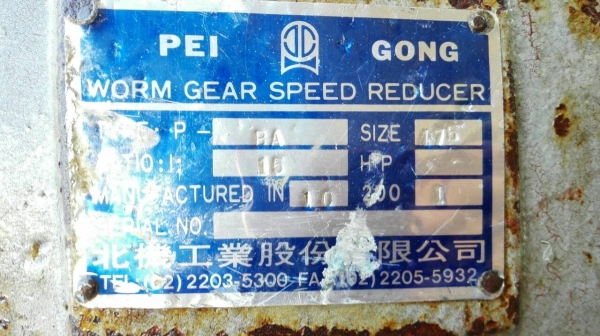 PEI GONG
WORM GEAR SPEED REDUCER
TYPE: P- BA SIZE 175
RATIO:1: 15 HP
MANUFACTURED IN 10 200 1
SERIAL NO.
北機工業股份有限公司
TEL (02) 2203-5300 FAX (02) 2205-5932